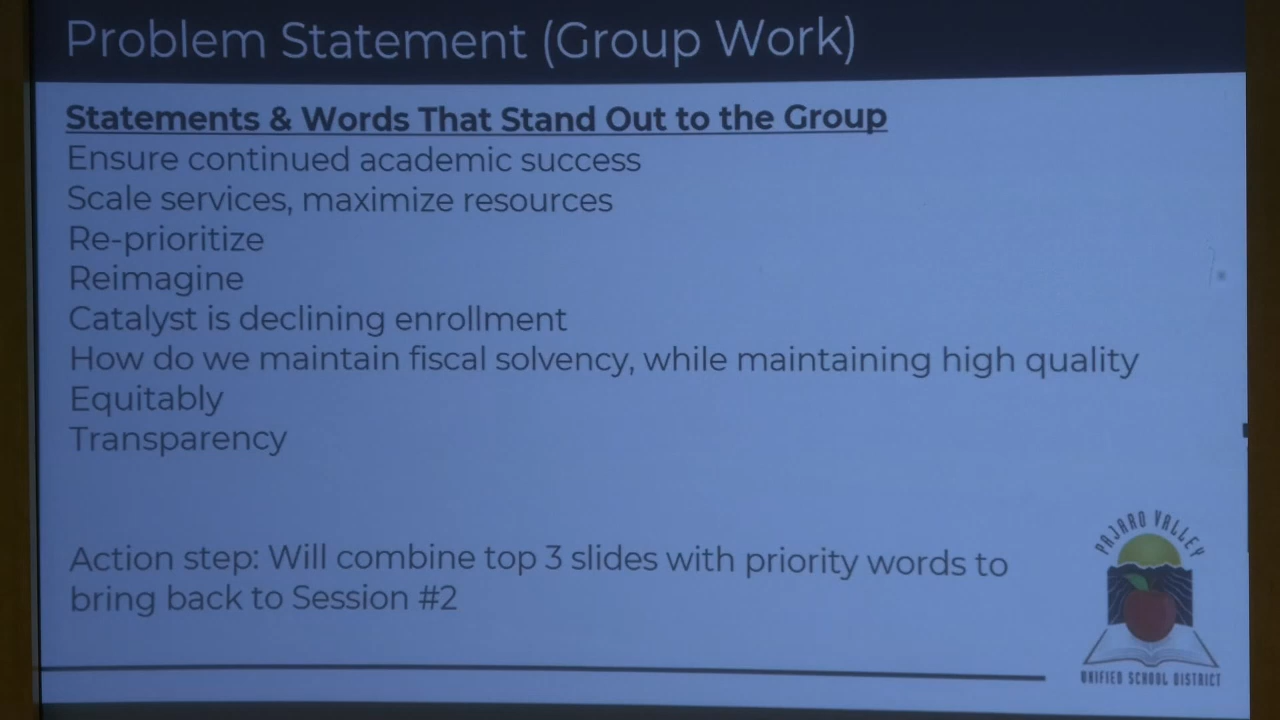 Problem Statement (Group Work)
Statements & Words That Stand Out to the Group
Ensure continued academic success
Scale services, maximize resources
Re-prioritize
Reimagine
Catalyst is declining enrollment
How do we maintain fiscal solvency, while maintaining high quality
Equitably
Transparency
Action step: Will combine top 3 slides with priority words to
bring back to Session #2
PAJARO VALLEY
UNIFIED SCHOOL DISTRICT